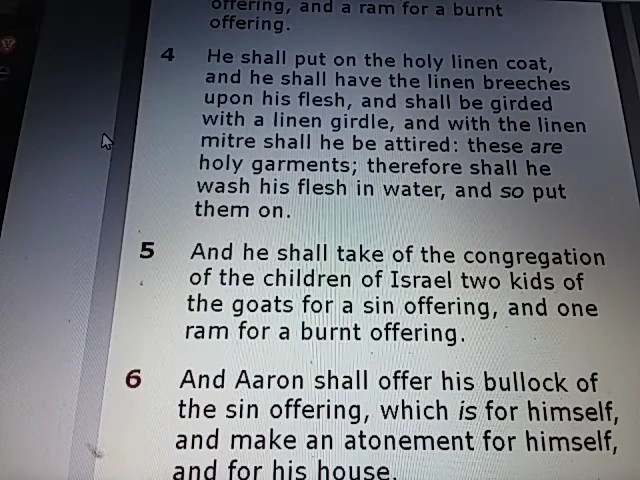 offering, and a ram for a burnt
offering.
4 He shall put on the holy linen coat,
and he shall have the linen breeches
upon his flesh, and shall be girded
with a linen girdle, and with the linen
mitre shall he be attired: these are
holy garments; therefore shall he
wash his flesh in water, and so put
them on.
5 And he shall take of the congregation
of the children of Israel two kids of
the goats for a sin offering, and one
ram for a burnt offering.
6 And Aaron shall offer his bullock of
the sin offering, which is for himself,
and make an atonement for himself,
and for his house.